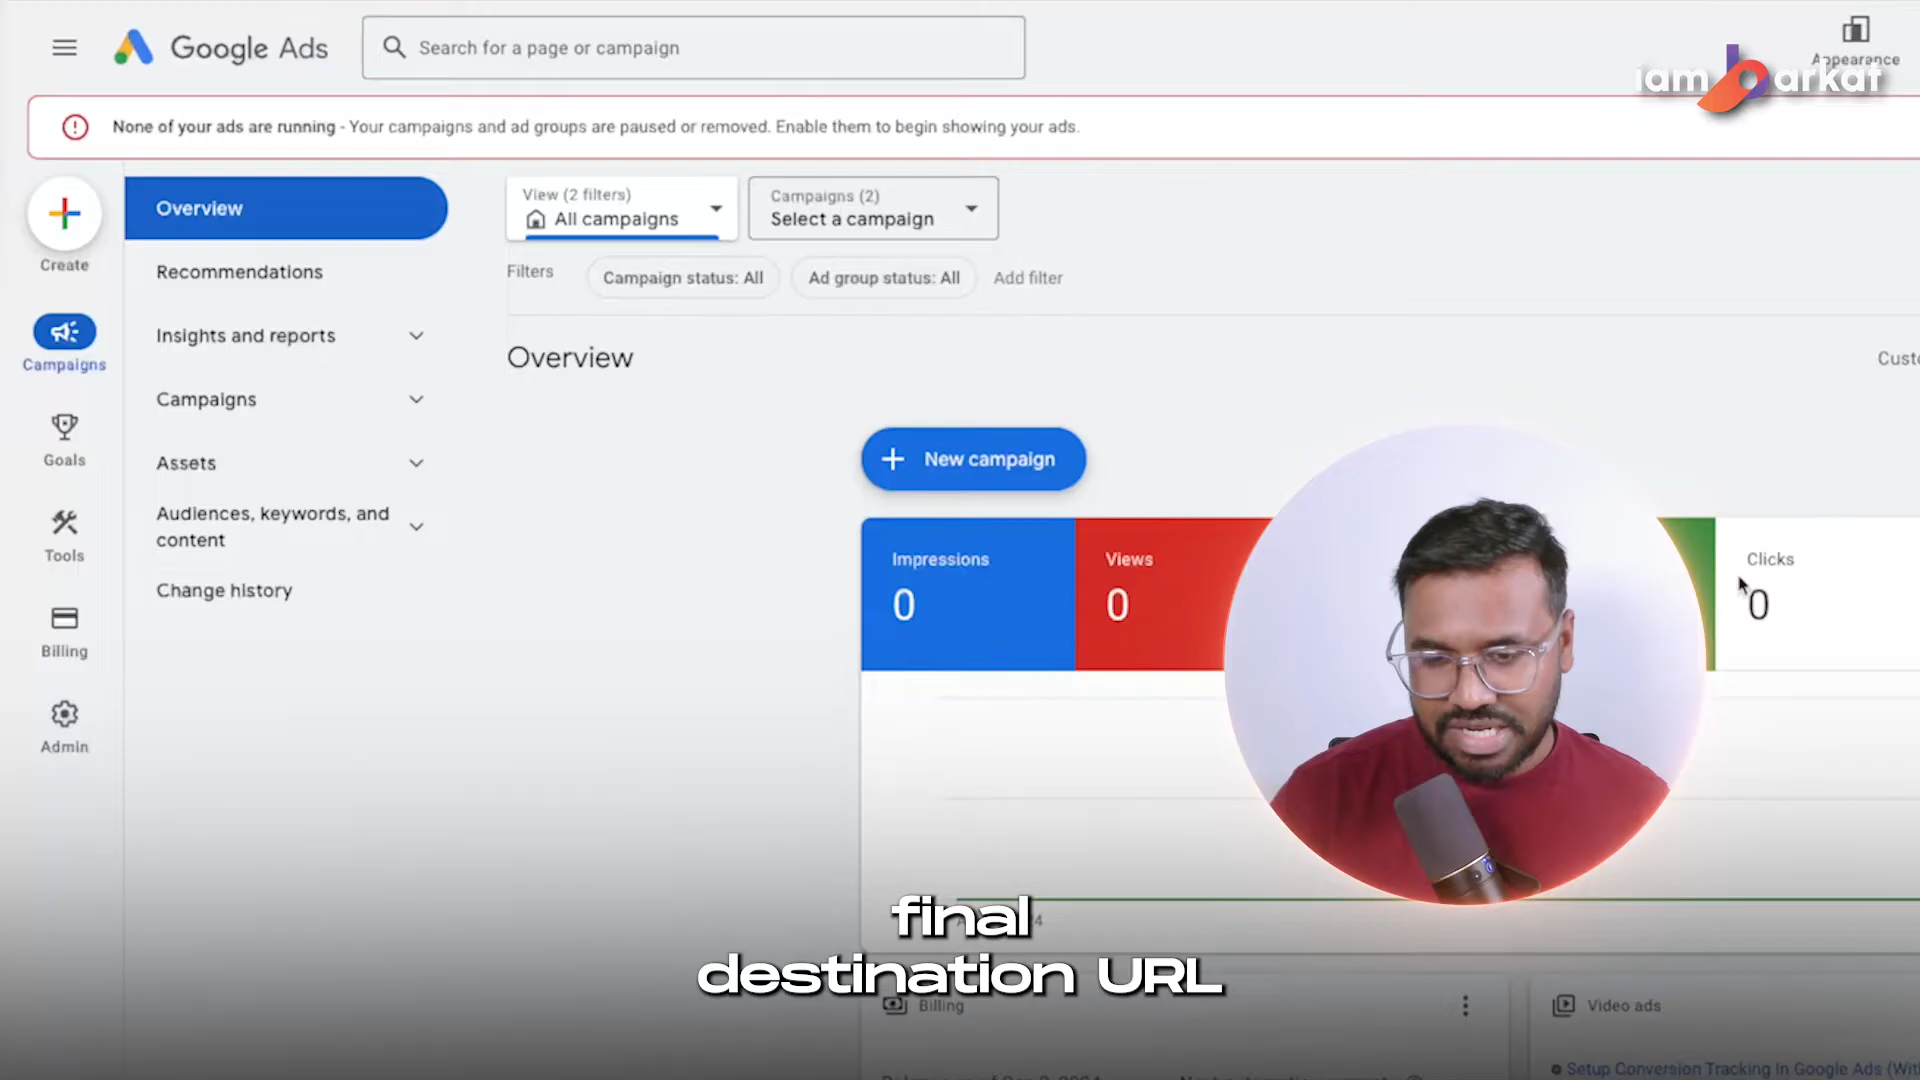 Google Ads
Search for a page or campaign
Appearance
iam barkat
None of your ads are running - Your campaigns and ad groups are paused or removed. Enable them to begin showing your ads.
Create
Campaigns
Goals
Tools
Billing
Admin
Overview
Recommendations
Insights and reports
Campaigns
Assets
Audiences, keywords, and
content
Change history
View (2 filters)
All campaigns
Campaigns (2)
Select a campaign
Filters
Campaign status: All
Ad group status: All
Add filter
Overview
New campaign
Impressions
0
Views
0
Clicks
0
final
destination URL
Billing
Video ads
Setup Conversion Tracking In Google Ads